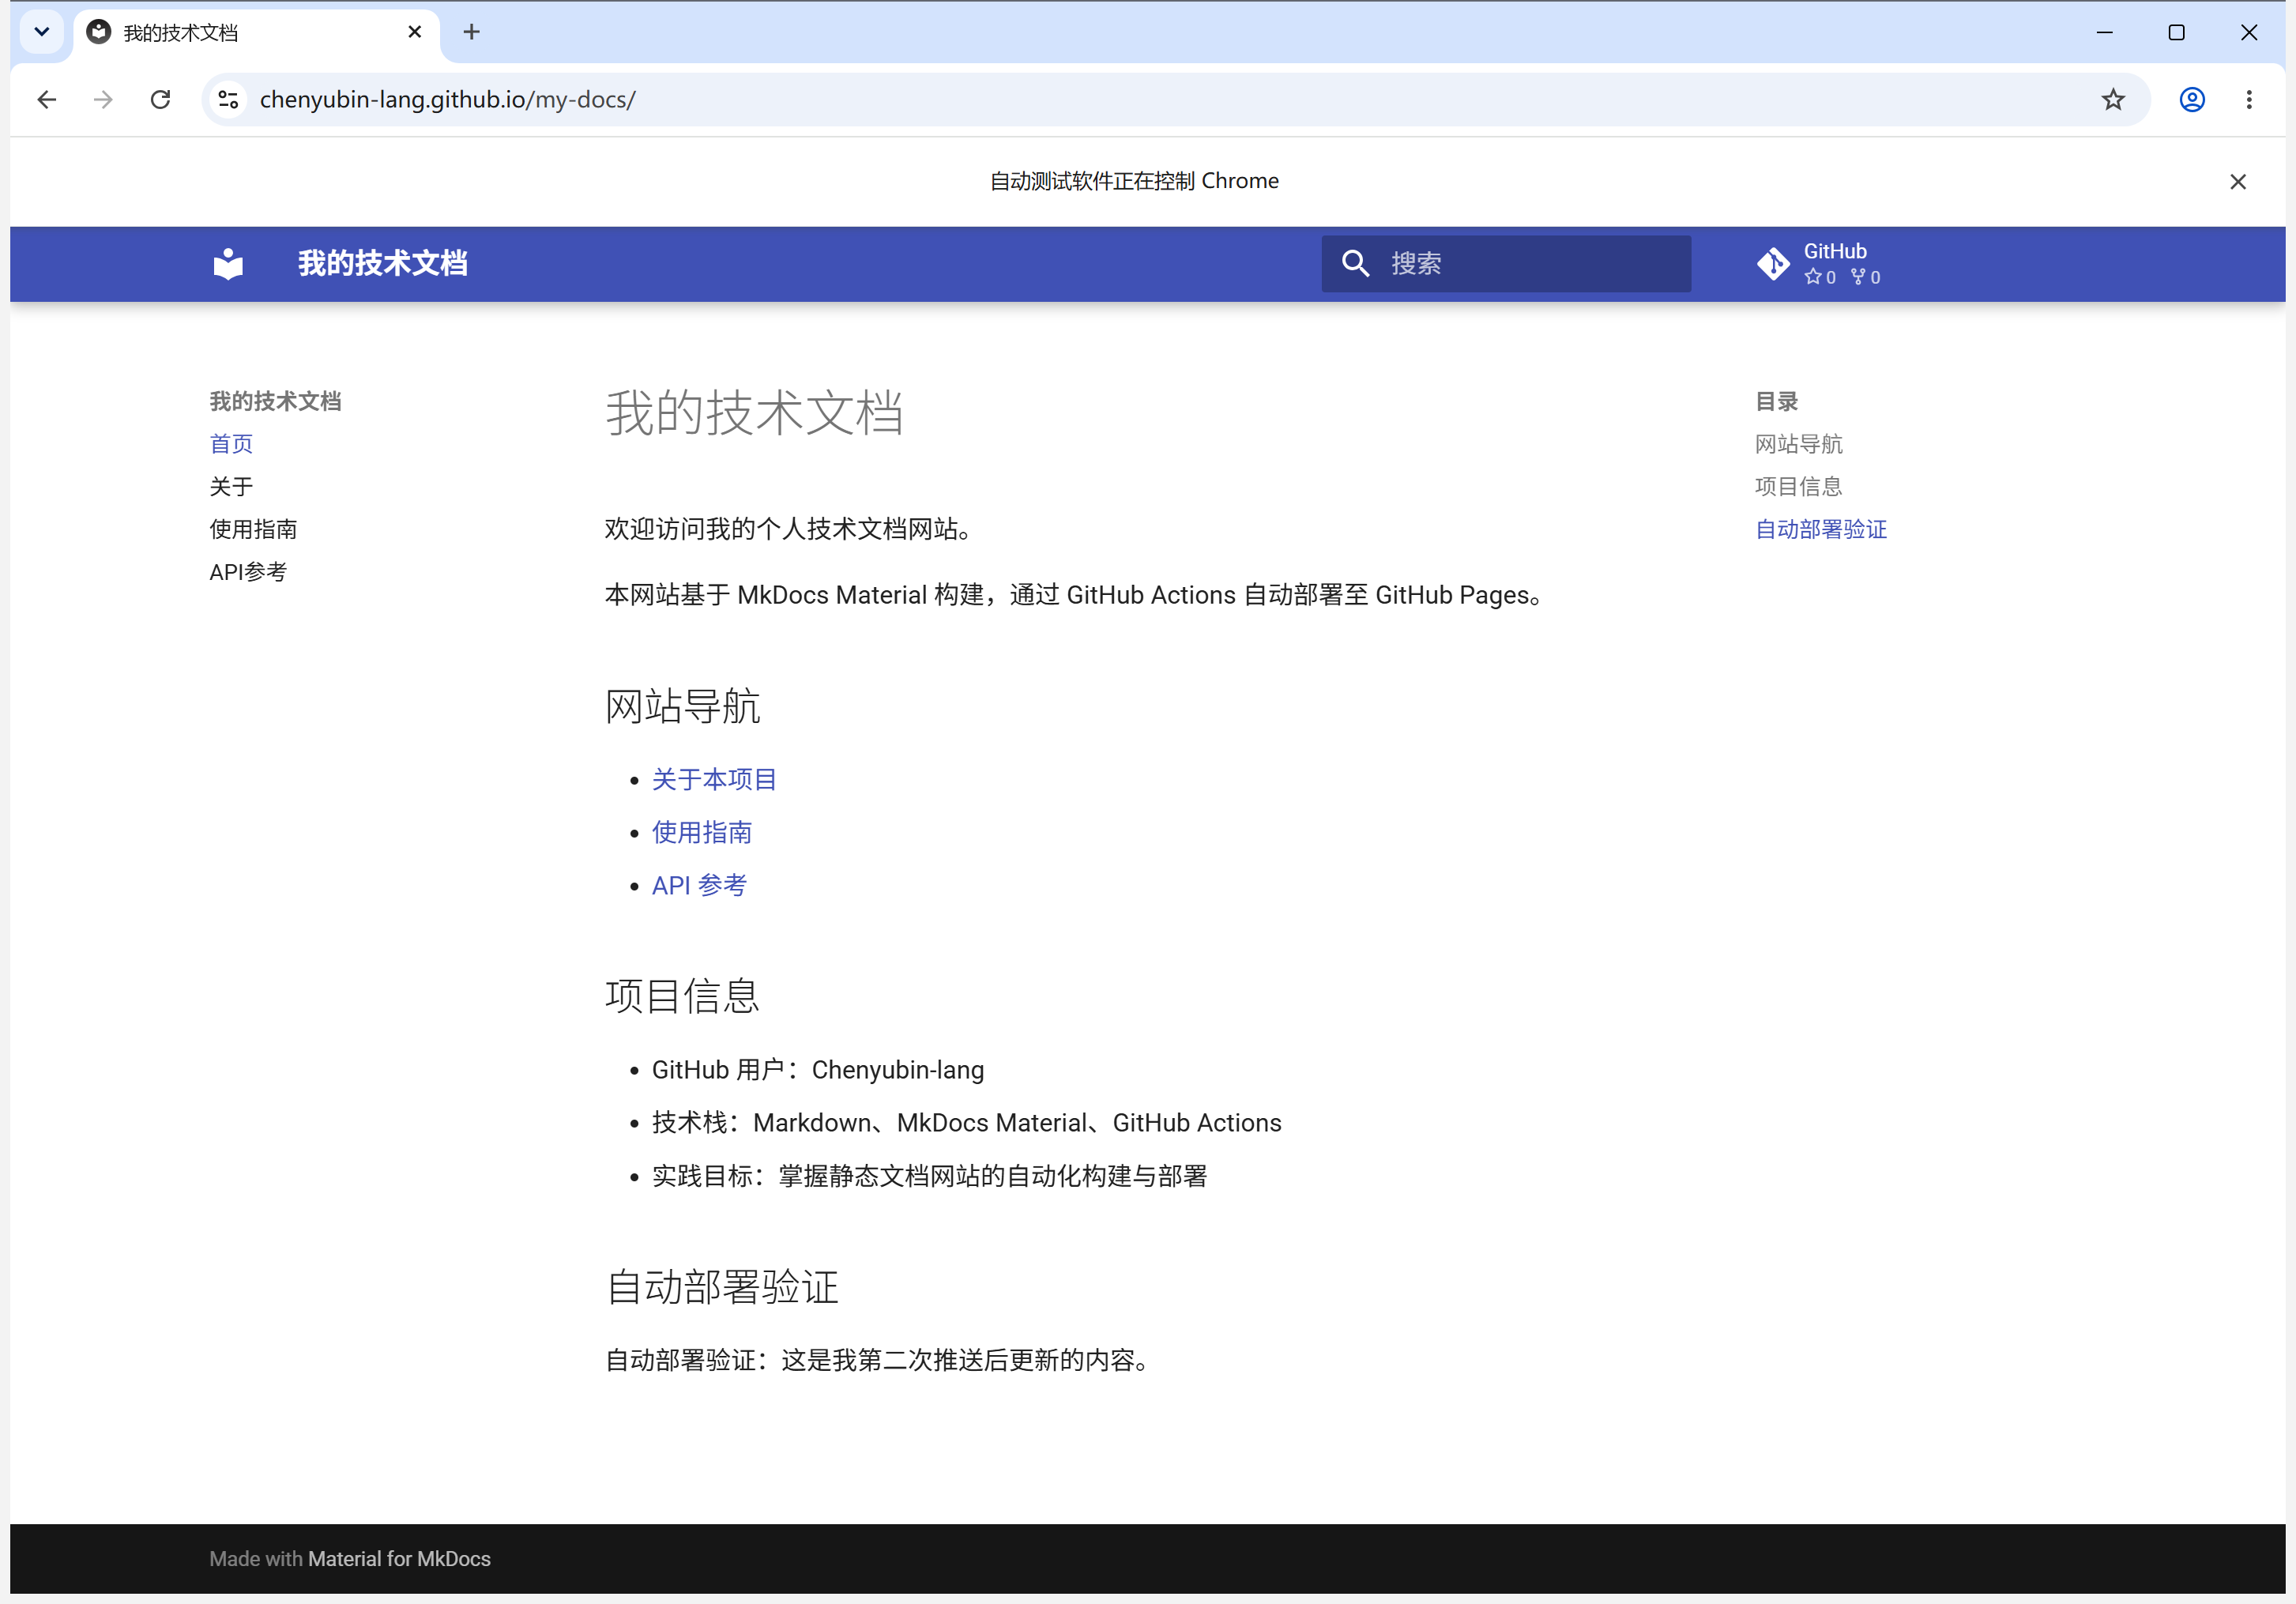 我的技术文档
chenyubin-lang.github.io/my-docs/
自动测试软件正在控制 Chrome
我的技术文档
搜索
GitHub
0 0
我的技术文档
首页
关于
使用指南
API参考
我的技术文档
欢迎访问我的个人技术文档网站。
本网站基于 MkDocs Material 构建，通过 GitHub Actions 自动部署至 GitHub Pages。
网站导航
• 关于本项目
• 使用指南
• API 参考
项目信息
• GitHub 用户：Chenyubin-lang
• 技术栈：Markdown、MkDocs Material、GitHub Actions
• 实践目标：掌握静态文档网站的自动化构建与部署
自动部署验证
自动部署验证：这是我第二次推送后更新的内容。
目录
网站导航
项目信息
自动部署验证
Made with Material for MkDocs